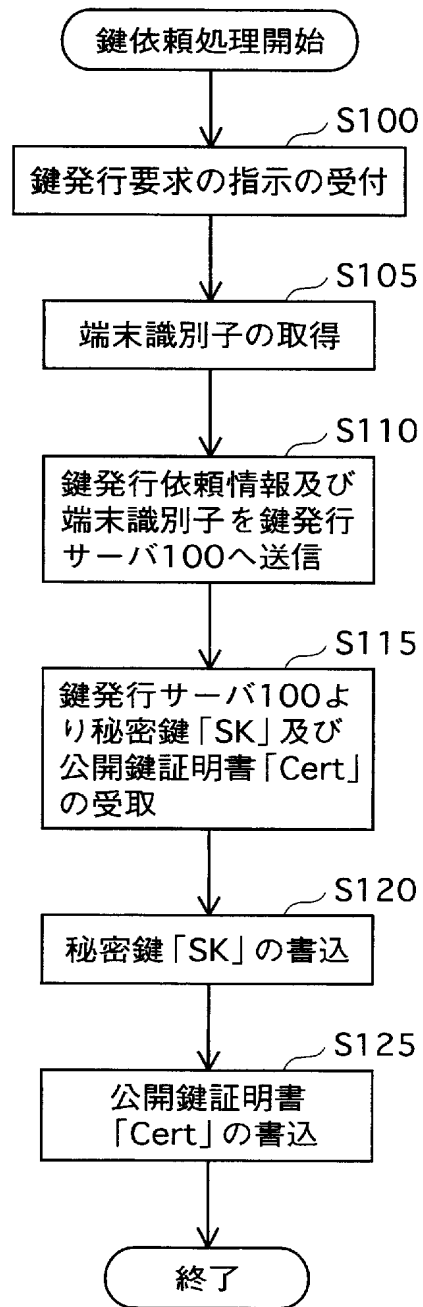 鍵依頼処理開始
S100
鍵発行要求の指示の受付
S105
端末識別子の取得
S110
鍵発行依頼情報及び
端末識別子を鍵発行
サーバ100へ送信
S115
鍵発行サーバ100よ
り秘密鍵「SK」及び
公開鍵証明書「Cert」
の受取
S120
秘密鍵「SK」の書込
S125
公開鍵証明書
「Cert」の書込
終了